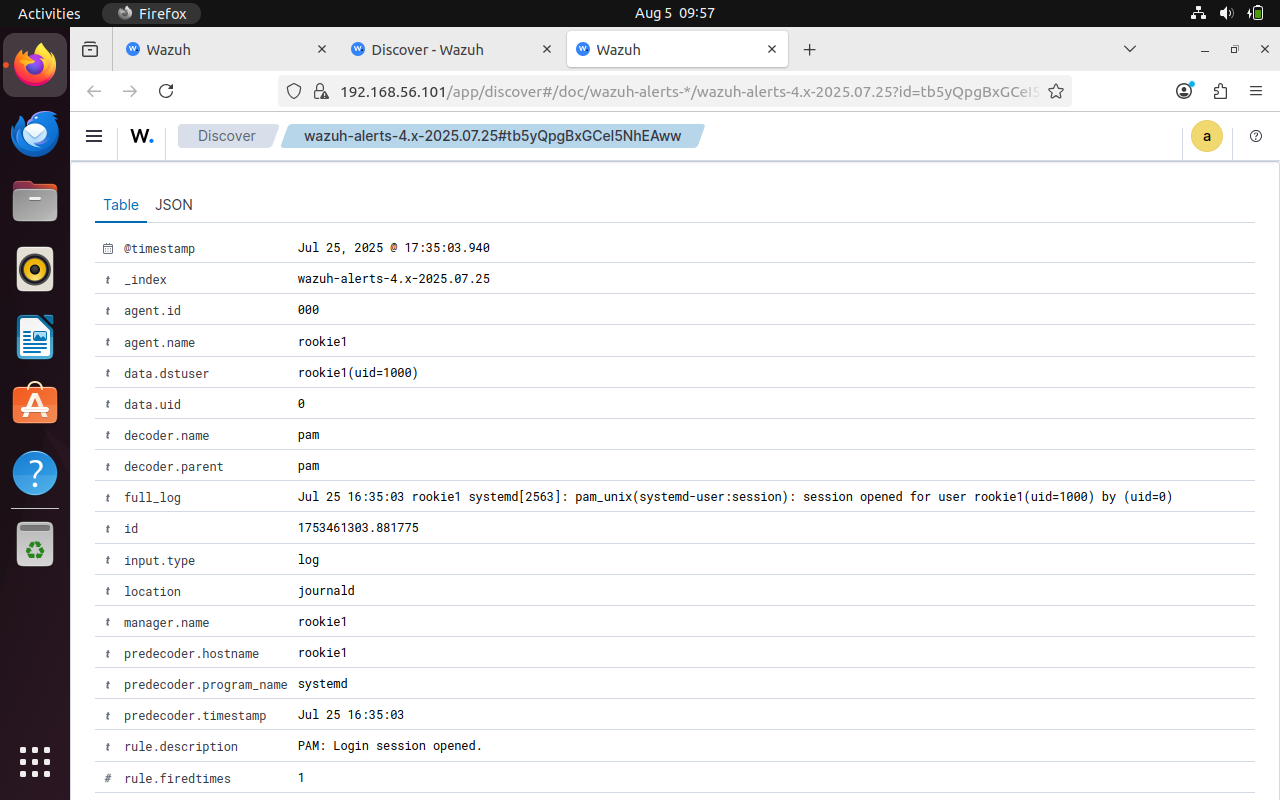 Activities Firefox Aug 5 09:57
Wazuh Discover - Wazuh Wazuh
192.168.56.101/app/discover#/doc/wazuh-alerts-*/wazuh-alerts-4.x-2025.07.25?id=tb5yQpgBxGCeI5
W. Discover wazuh-alerts-4.x-2025.07.25#tb5yQpgBxGCeI5NhEAww a
Table JSON
@timestamp Jul 25, 2025 @ 17:35:03.940
t _index wazuh-alerts-4.x-2025.07.25
t agent.id 000
t agent.name rookie1
t data.dstuser rookie1(uid=1000)
t data.uid 0
t decoder.name pam
t decoder.parent pam
t full_log Jul 25 16:35:03 rookie1 systemd[2563]: pam_unix(systemd-user:session): session opened for user rookie1(uid=1000) by (uid=0)
t id 1753461303.881775
t input.type log
t location journald
t manager.name rookie1
t predecoder.hostname rookie1
t predecoder.program_name systemd
t predecoder.timestamp Jul 25 16:35:03
t rule.description PAM: Login session opened.
# rule.firedtimes 1